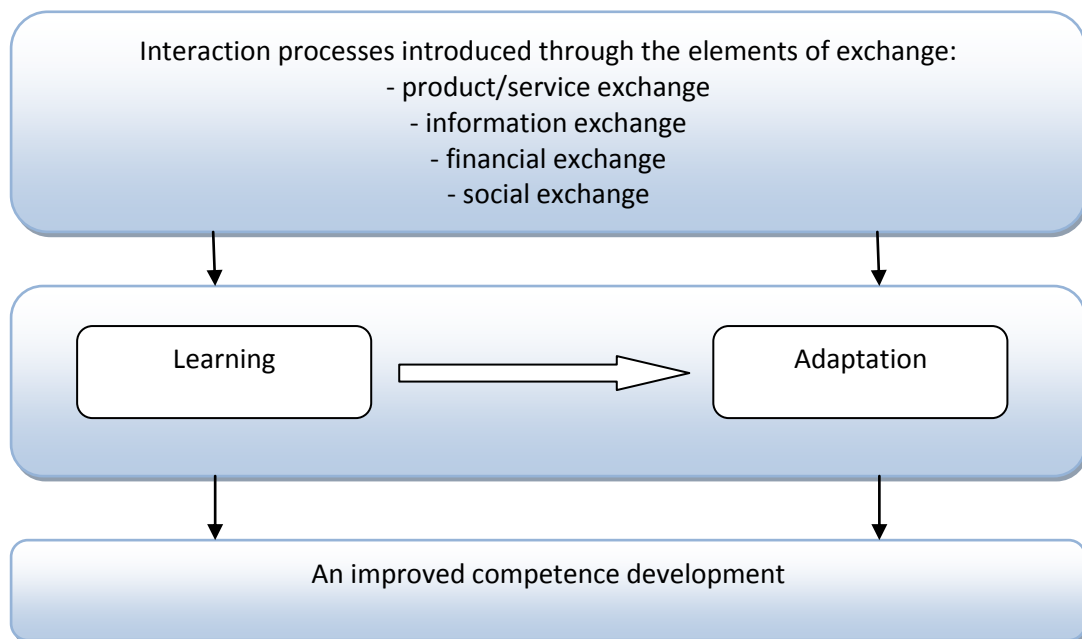 Interaction processes introduced through the elements of exchange:
- product/service exchange
- information exchange
- financial exchange
- social exchange
Learning
Adaptation
An improved competence development